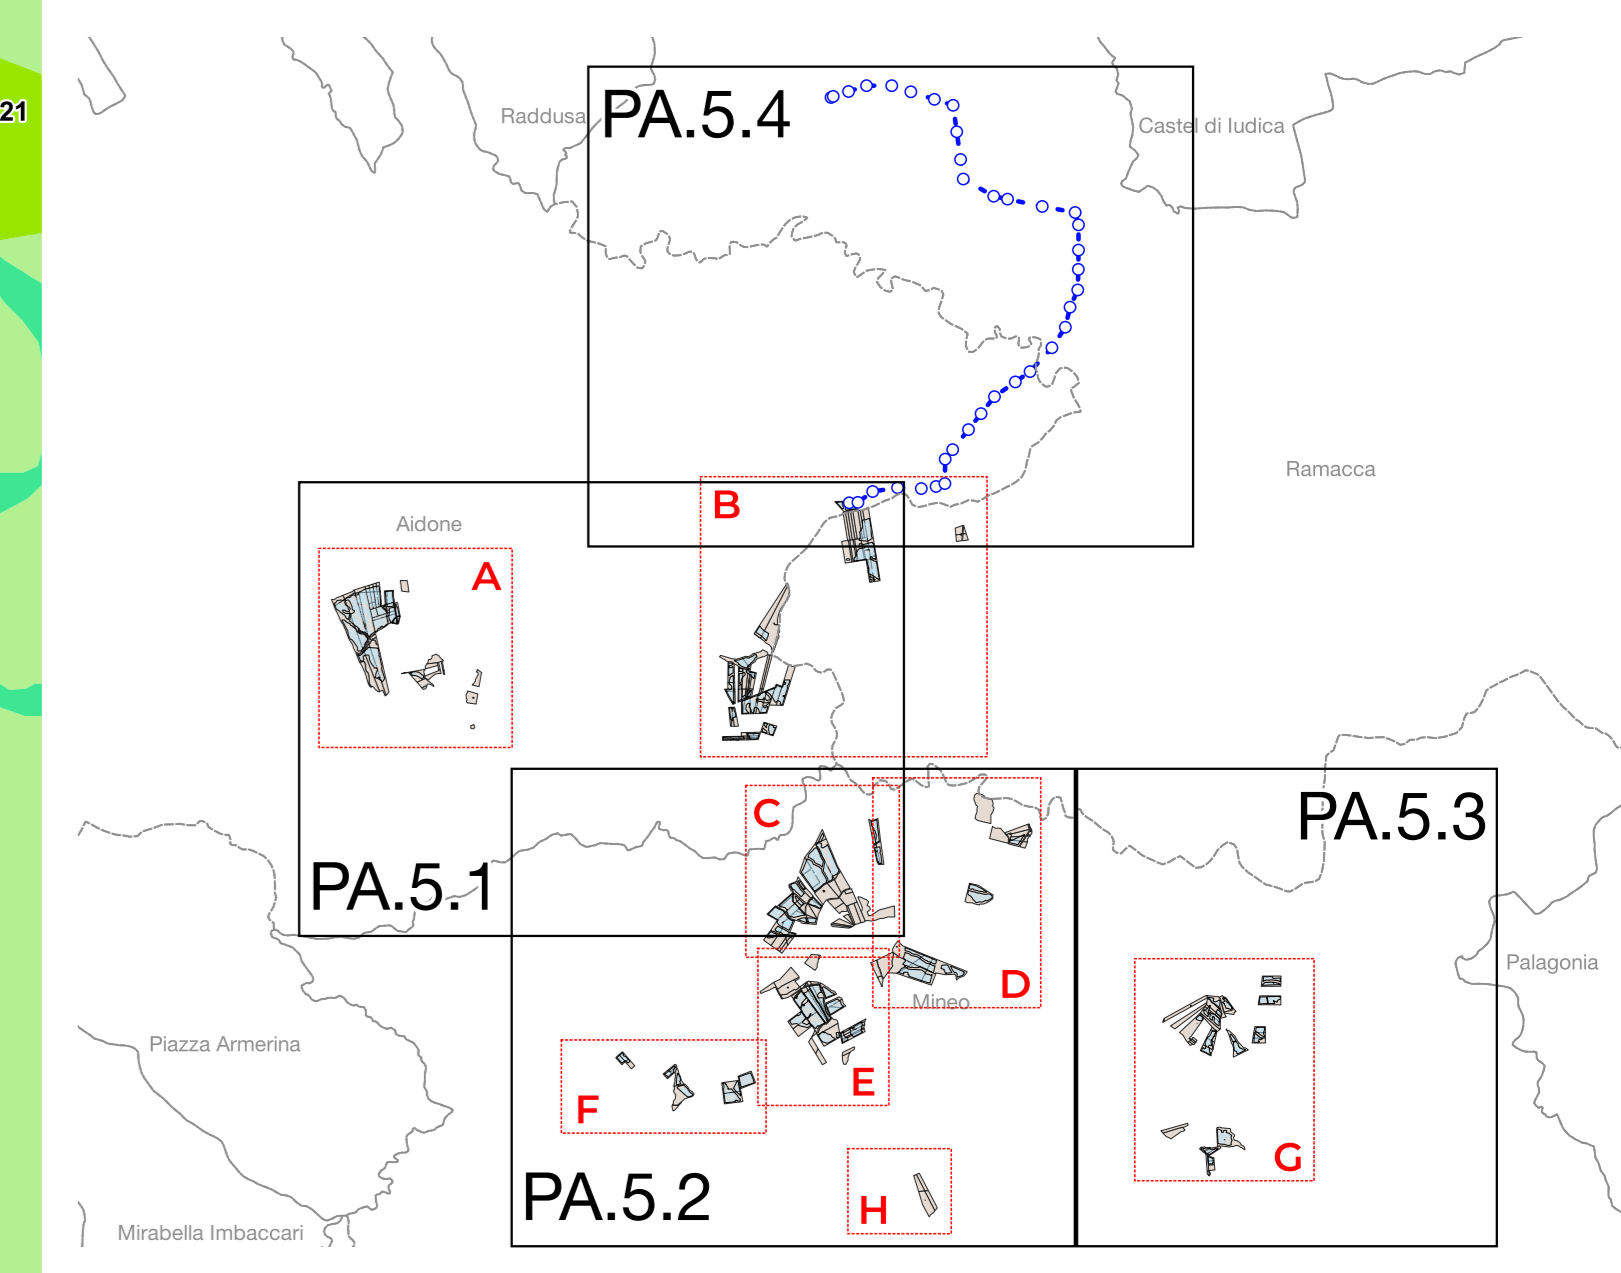 21
Raddusa
PA.5.4
Castel di Iudica
Ramacca
B
Aidone
A
C
PA.5.3
PA.5.1
Palagonia
D
Mineo
Piazza Armerina
E
F
G
PA.5.2
H
Mirabella Imbaccari